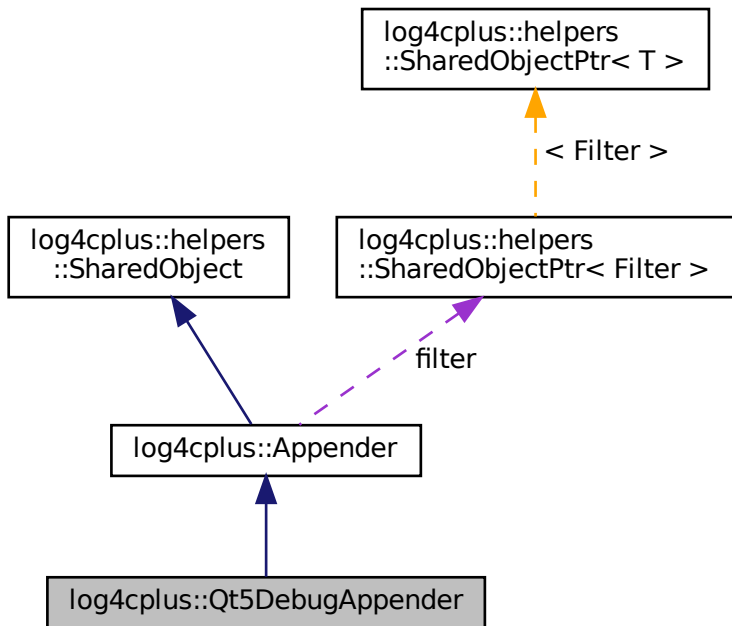 log4cplus::helpers
::SharedObjectPtr< T >
< Filter >
log4cplus::helpers
::SharedObject
log4cplus::helpers
::SharedObjectPtr< Filter >
filter
log4cplus::Appender
log4cplus::Qt5DebugAppender